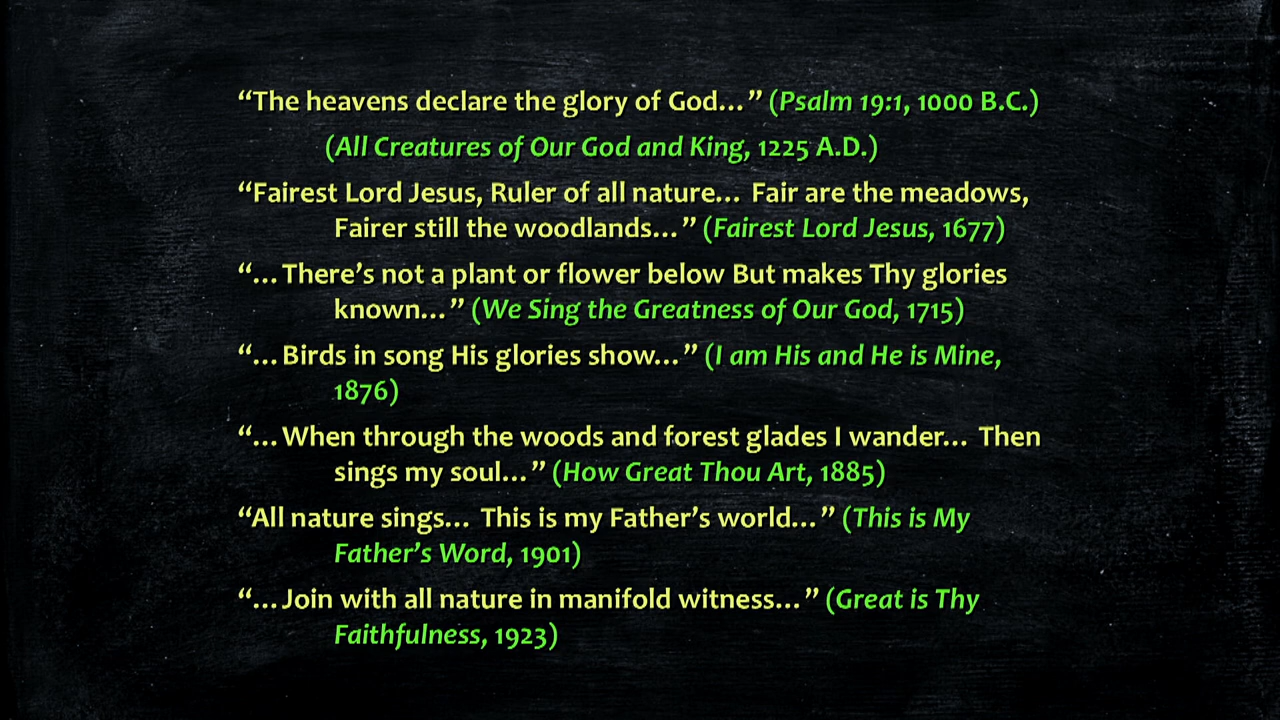 “The heavens declare the glory of God…” (Psalm 19:1, 1000 B.C.)
(All Creatures of Our God and King, 1225 A.D.)
“Fairest Lord Jesus, Ruler of all nature… Fair are the meadows,
Fairer still the woodlands…” (Fairest Lord Jesus, 1677)
“…There’s not a plant or flower below But makes Thy glories
known…” (We Sing the Greatness of Our God, 1715)
“…Birds in song His glories show…” (I am His and He is Mine,
1876)
“…When through the woods and forest glades I wander… Then
sings my soul…” (How Great Thou Art, 1885)
“All nature sings… This is my Father’s world…” (This is My
Father’s Word, 1901)
“…Join with all nature in manifold witness…” (Great is Thy
Faithfulness, 1923)